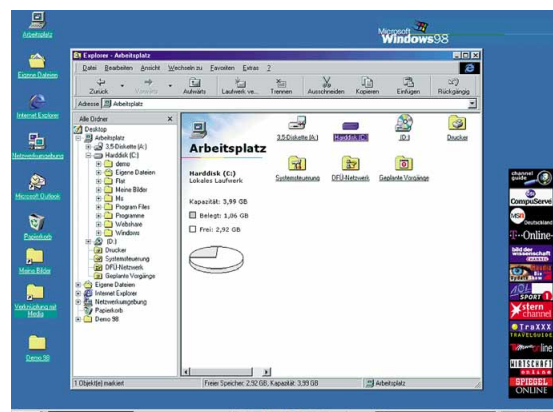 Arbeitsplatz
Eigene Dateien
Internet Explorer
Netzwerkumgebung
Microsoft Outlook
Papierkorb
Meine Bilder
Verknüpfung mit
Media
Demo 98
Microsoft
Windows98
Explorer - Arbeitsplatz
Datei Bearbeiten Ansicht Wechseln zu Favoriten Extras ?
Zurück Vorwärts Aufwärts Laufwerk ve... Trennen Ausschneiden Kopieren Einfügen Rückgängig
Adresse Arbeitsplatz
Alle Ordner
Desktop
Arbeitsplatz
3.5-Diskette (A:)
Harddisk (C:)
demo
Eigene Dateien
Flat
Meine Bilder
Ms
Program Files
Programme
Webshare
Windows
(D:)
Drucker
Systemsteuerung
DFÜ-Netzwerk
Geplante Vorgänge
Eigene Dateien
Internet Explorer
Netzwerkumgebung
Papierkorb
Demo 98
Arbeitsplatz
Harddisk (C:)
Lokales Laufwerk
Kapazität: 3,99 GB
Belegt: 1,06 GB
Frei: 2,92 GB
3.5-Diskette (A:) Harddisk (C:) (D:) Drucker
Systemsteuerung DFÜ-Netzwerk Geplante Vorgänge
1 Objekt(e) markiert Freier Speicher: 2,92 GB, Kapazität: 3,99 GB Arbeitsplatz
channel
guide
CompuServe
MSN Deutschland
T-Online
bild der
wissenschaft
CHANNEL
AOL
SPORT 1
stern
channel
TRAXXX
TRAVELGUIDE
line
WIRTSCHAFT
online
SPIEGEL
ONLINE